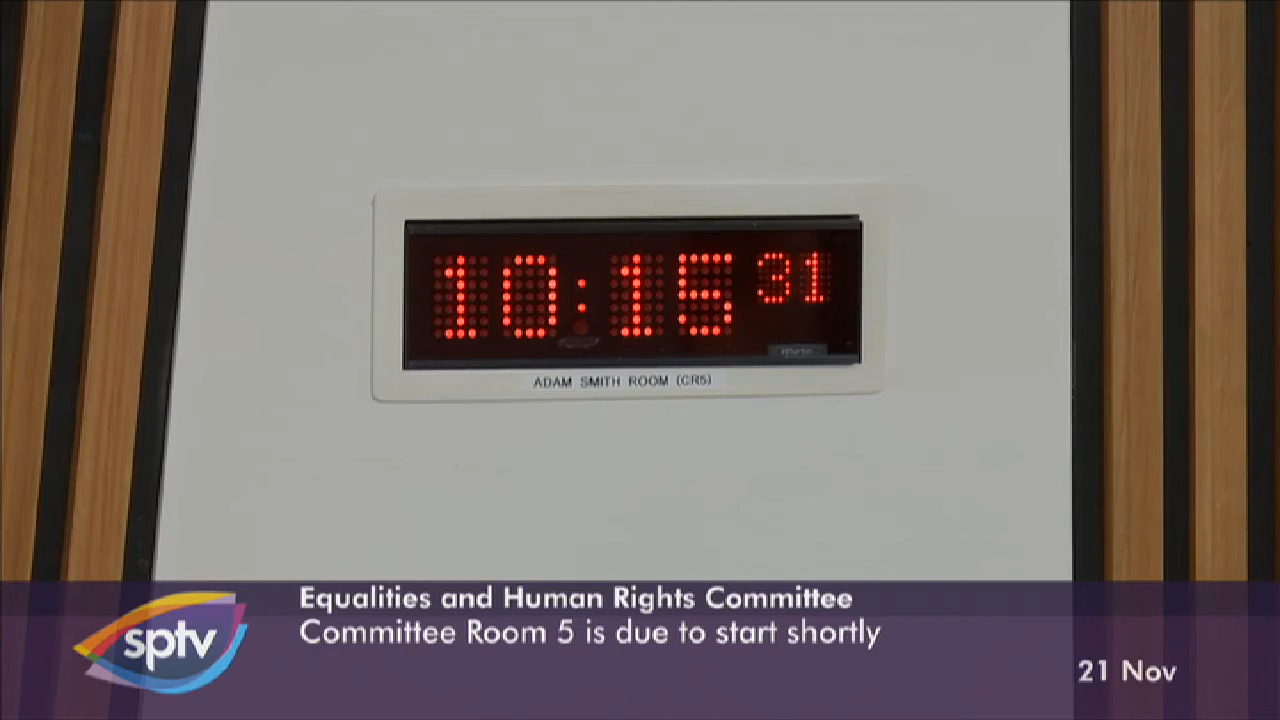 10:15 31
ADAM SMITH ROOM (CR5)
sptv
Equalities and Human Rights Committee
Committee Room 5 is due to start shortly
21 Nov